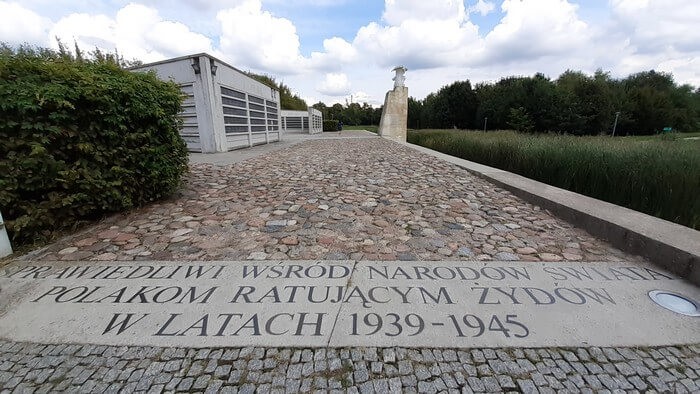 SPRAWIEDLIWI WŚRÓD NARODÓW ŚWIATA
POLAKOM RATUJĄCYM ŻYDÓW
W LATACH 1939-1945